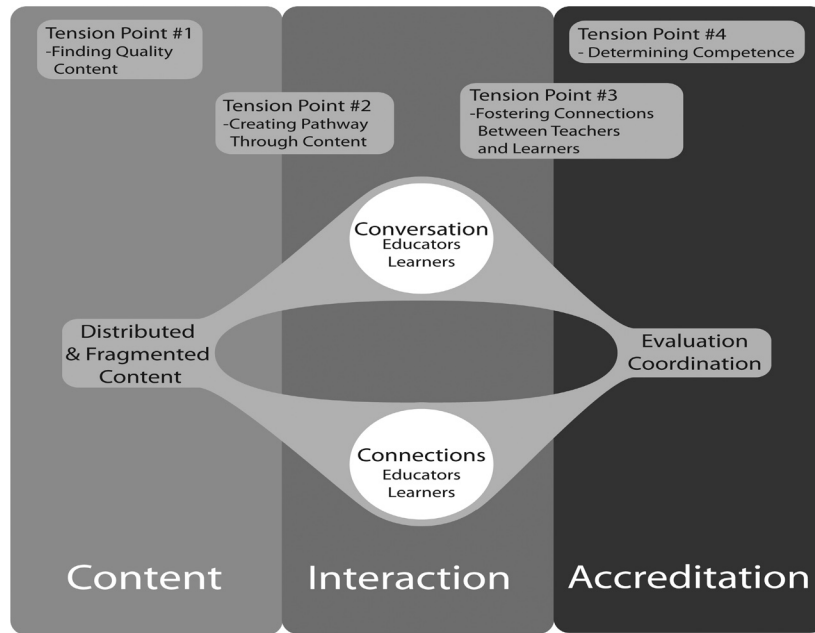 Tension Point #1
-Finding Quality
Content
Tension Point #2
-Creating Pathway
Through Content
Tension Point #3
-Fostering Connections
Between Teachers
and Learners
Tension Point #4
- Determining Competence
Conversation
Educators
Learners
Distributed
& Fragmented
Content
Evaluation
Coordination
Connections
Educators
Learners
Content
Interaction
Accreditation